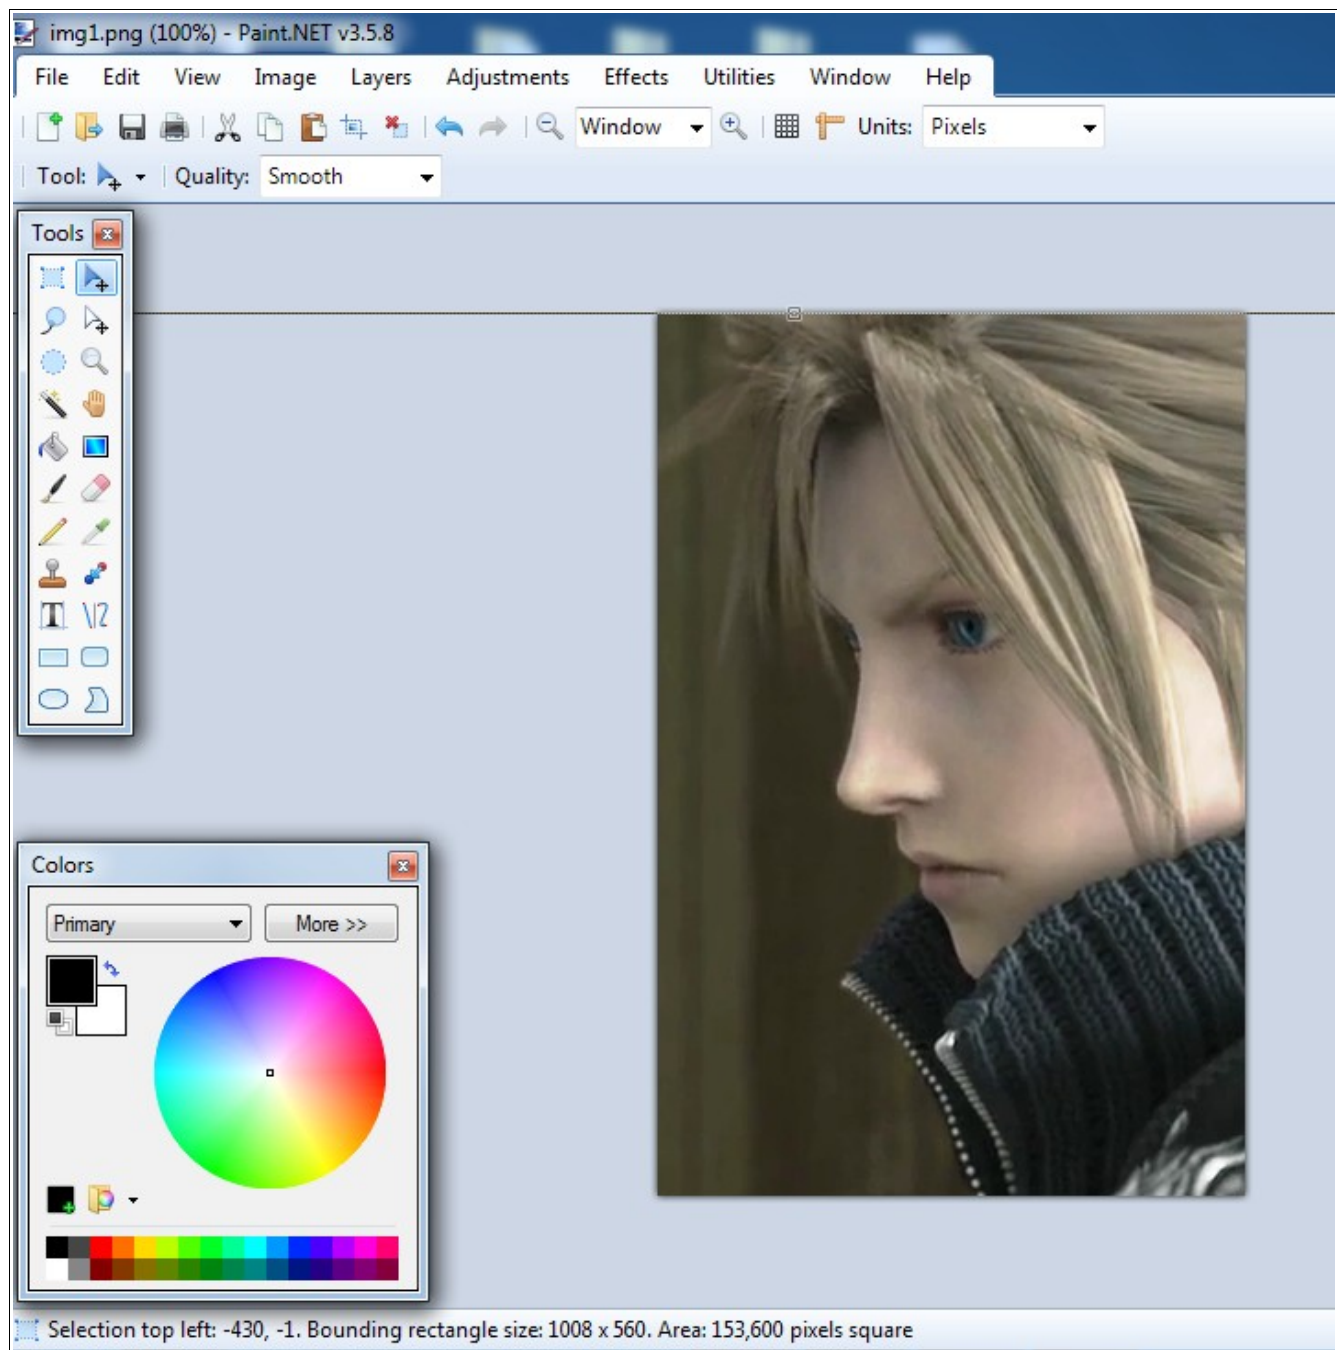 img1.png (100%) - Paint.NET v3.5.8
File Edit View Image Layers Adjustments Effects Utilities Window Help
Window Units: Pixels
Tool: Quality: Smooth
Tools
Colors
Primary More >>
Selection top left: -430, -1. Bounding rectangle size: 1008 x 560. Area: 153,600 pixels square